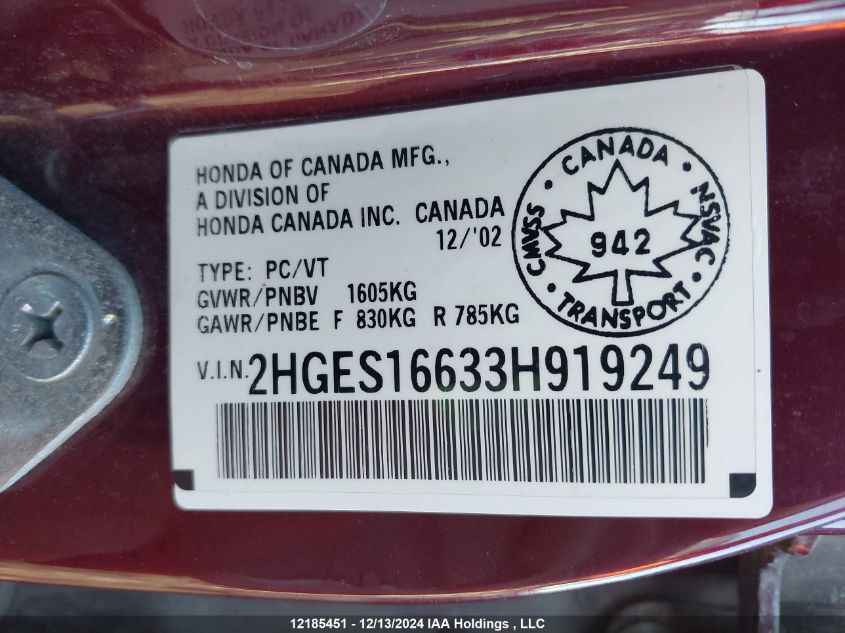 HONDA OF CANADA MFG.,
A DIVISION OF
HONDA CANADA INC. CANADA
12/'02
TYPE: PC/VT
GVWR/PNBV 1605KG
GAWR/PNBE F 830KG R 785KG
V.I.N. 2HGES16633H919249
· CANADA ·
CMVSS
942
NSVAC
· TRANSPORT ·
12185451 - 12/13/2024 IAA Holdings , LLC